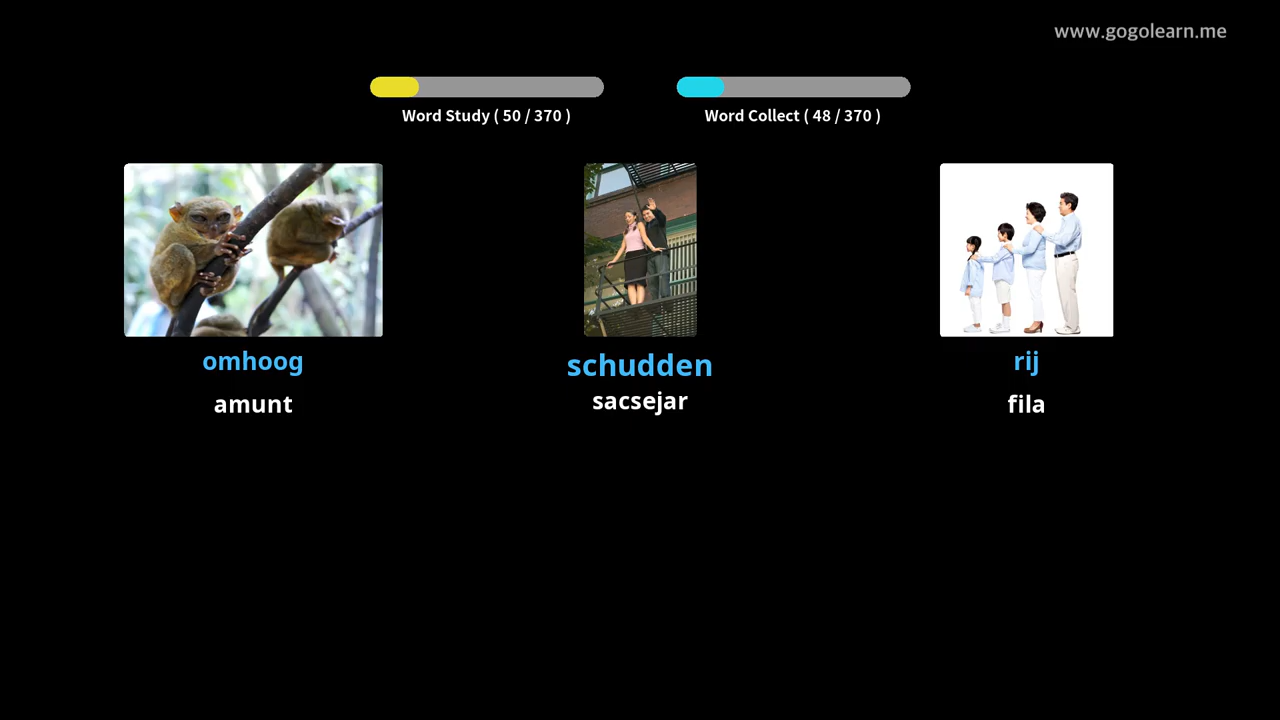 www.gogolearn.me
Word Study ( 50 / 370 )
Word Collect ( 48 / 370 )
omhoog
schudden
rij
amunt
sacsejar
fila